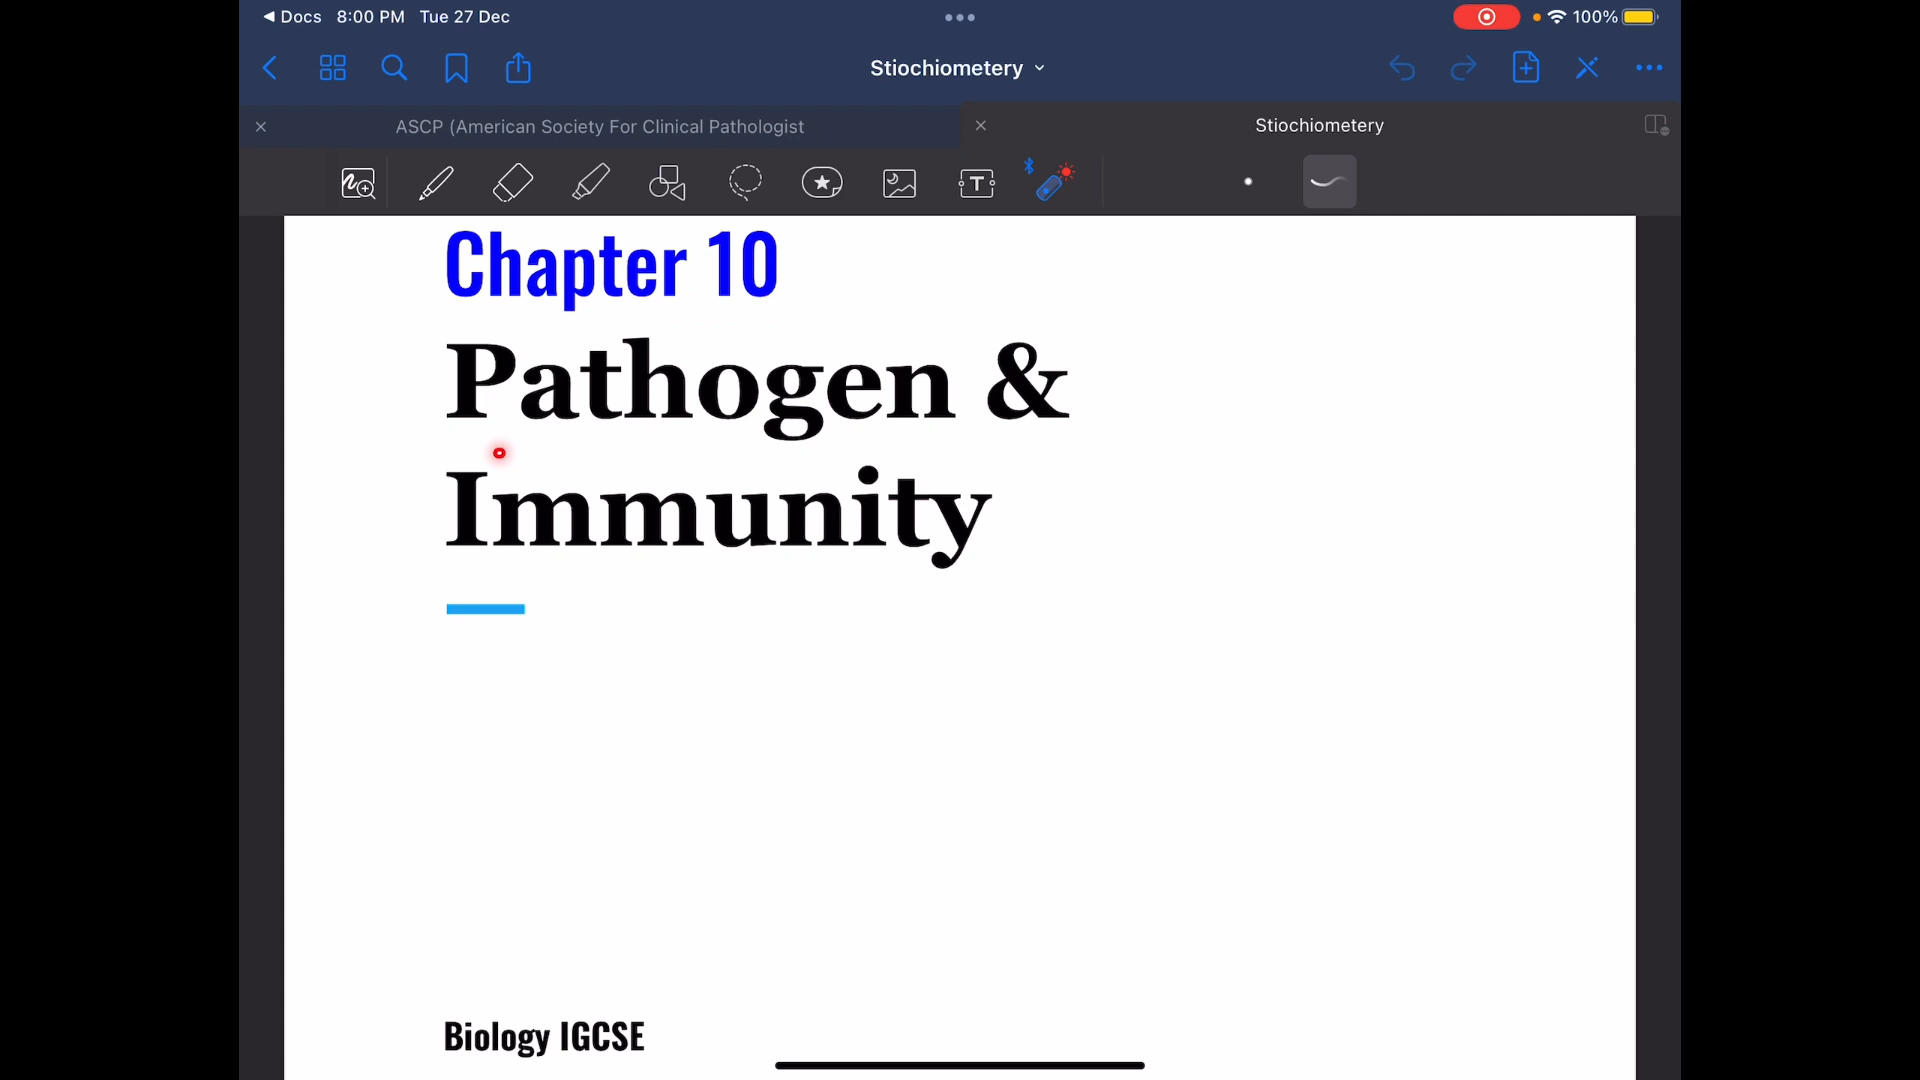 Docs 8:00 PM Tue 27 Dec
100%
Stiochiometery
ASCP (American Society For Clinical Pathologist
Stiochiometery
Chapter 10
Pathogen &
Immunity
Biology IGCSE